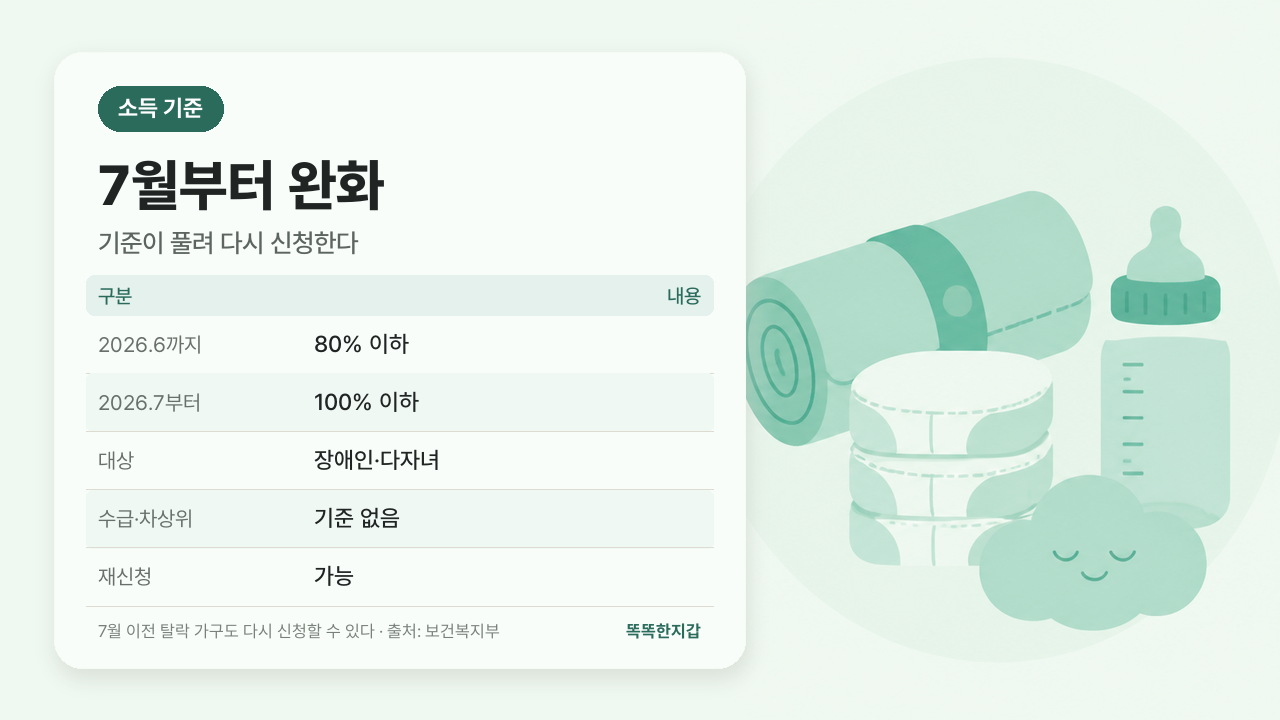 소득 기준
7월부터 완화
기준이 풀려 다시 신청한다
구분 내용
2026.6까지 80% 이하
2026.7부터 100% 이하
대상 장애인·다자녀
수급·차상위 기준 없음
재신청 가능
7월 이전 탈락 가구도 다시 신청할 수 있다 · 출처: 보건복지부 똑똑한지갑